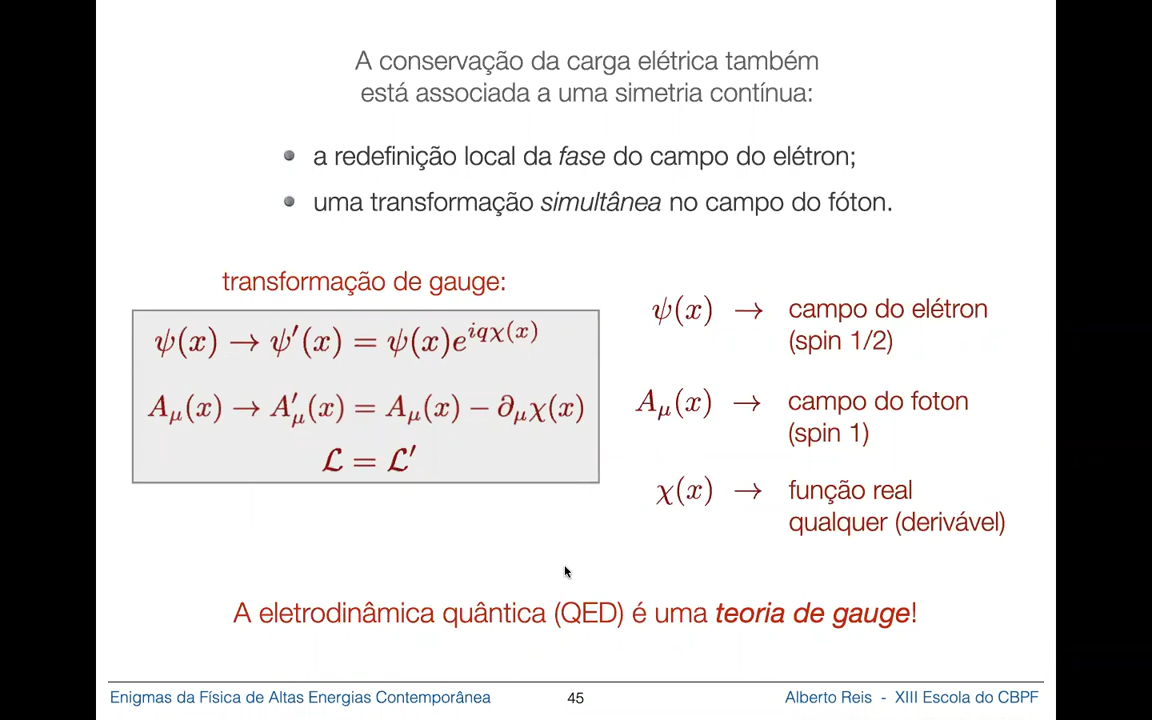 A conservação da carga elétrica também
está associada a uma simetria contínua:
• a redefinição local da fase do campo do elétron;
• uma transformação simultânea no campo do fóton.
transformação de gauge:
ψ(x) → ψ′(x) = ψ(x)e^{iqχ(x)}
A_μ(x) → A′_μ(x) = A_μ(x) − ∂_μχ(x)
ℒ = ℒ′
ψ(x) → campo do elétron
(spin 1/2)
A_μ(x) → campo do foton
(spin 1)
χ(x) → função real
qualquer (derivável)
A eletrodinâmica quântica (QED) é uma teoria de gauge!
Enigmas da Física de Altas Energias Contemporânea 45 Alberto Reis - XIII Escola do CBPF